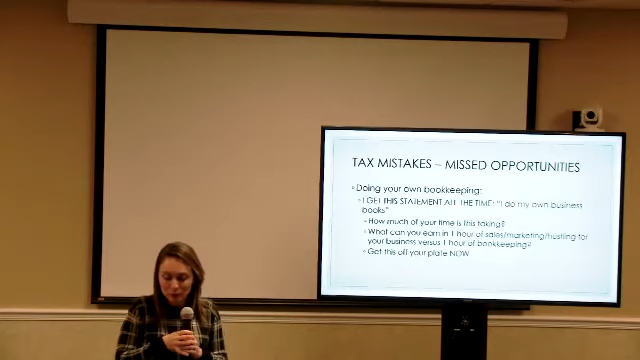 TAX MISTAKES – MISSED OPPORTUNITIES
Doing your own bookkeeping:
I GET THIS STATEMENT ALL THE TIME: "I do my own business
books"
How much of your time is this taking?
What can you earn in 1 hour of sales/marketing/hustling for
your business versus 1 hour of bookkeeping?
Get this off your plate NOW